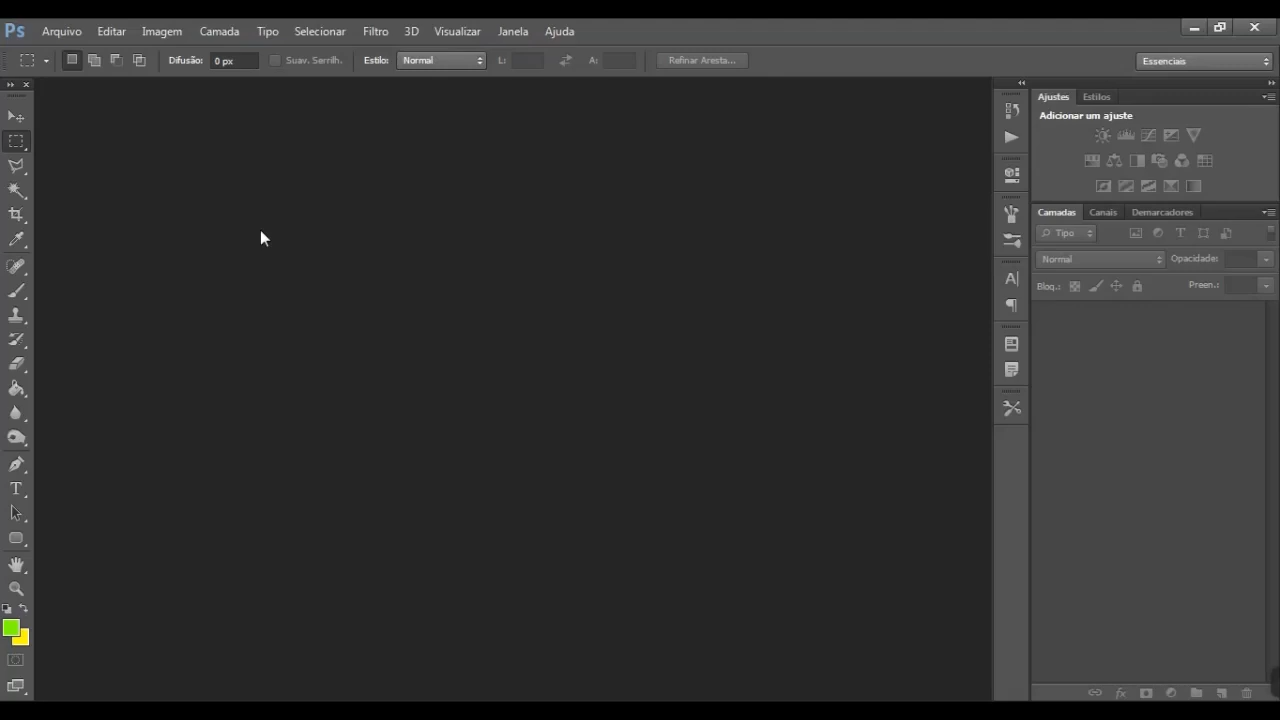 Ps Arquivo Editar Imagem Camada Tipo Selecionar Filtro 3D Visualizar Janela Ajuda
Difusão: 0 px Suav. Serrilh. Estilo: Normal L: A: Refinar Aresta... Essenciais
Ajustes Estilos
Adicionar um ajuste
Camadas Canais Demarcadores
Tipo
Normal Opacidade:
Bloq.: Preen.: